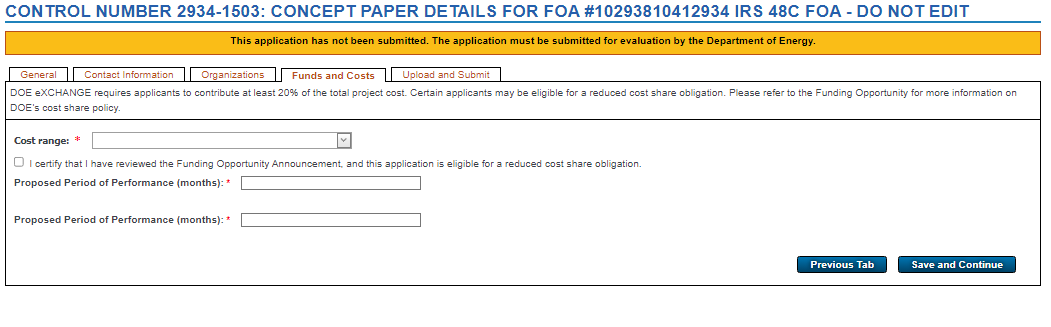 CONTROL NUMBER 2934-1503: CONCEPT PAPER DETAILS FOR FOA #10293810412934 IRS 48C FOA - DO NOT EDIT
This application has not been submitted. The application must be submitted for evaluation by the Department of Energy.
General Contact Information Organizations Funds and Costs Upload and Submit
DOE eXCHANGE requires applicants to contribute at least 20% of the total project cost. Certain applicants may be eligible for a reduced cost share obligation. Please refer to the Funding Opportunity for more information on
DOE's cost share policy.
Cost range: *
I certify that I have reviewed the Funding Opportunity Announcement, and this application is eligible for a reduced cost share obligation.
Proposed Period of Performance (months): *
Proposed Period of Performance (months): *
Previous Tab Save and Continue